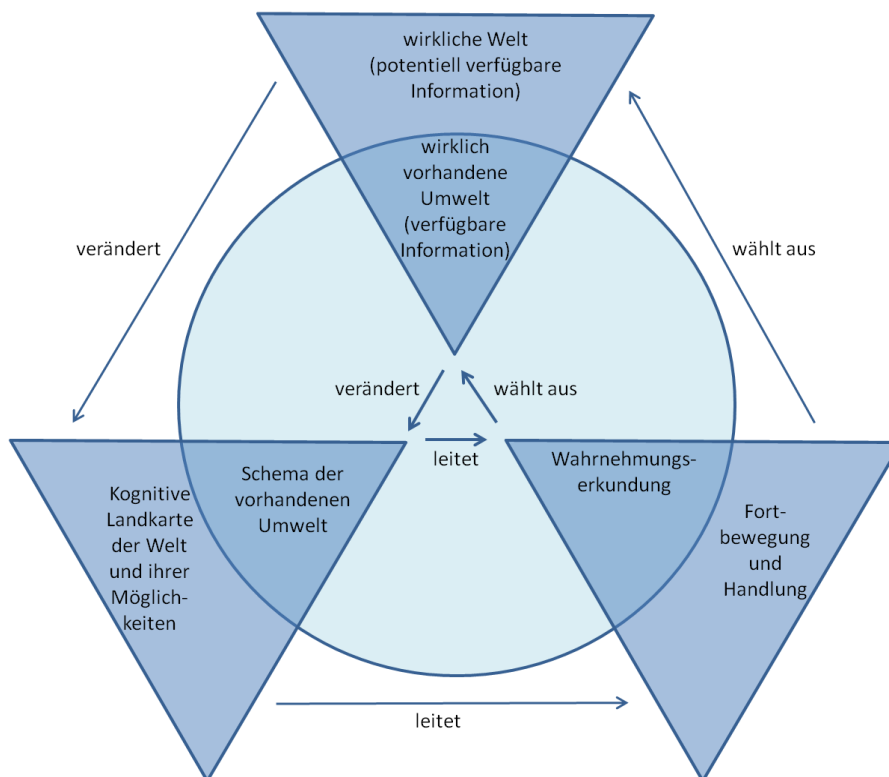 wirkliche Welt
(potentiell verfügbare
Information)
wirklich
vorhandene
Umwelt
(verfügbare
Information)
verändert
wählt aus
verändert
wählt aus
leitet
Kognitive
Landkarte
der Welt
und ihrer
Möglich-
keiten
Schema der
vorhandenen
Umwelt
Wahrnehmungs-
erkundung
Fort-
bewegung
und
Handlung
leitet